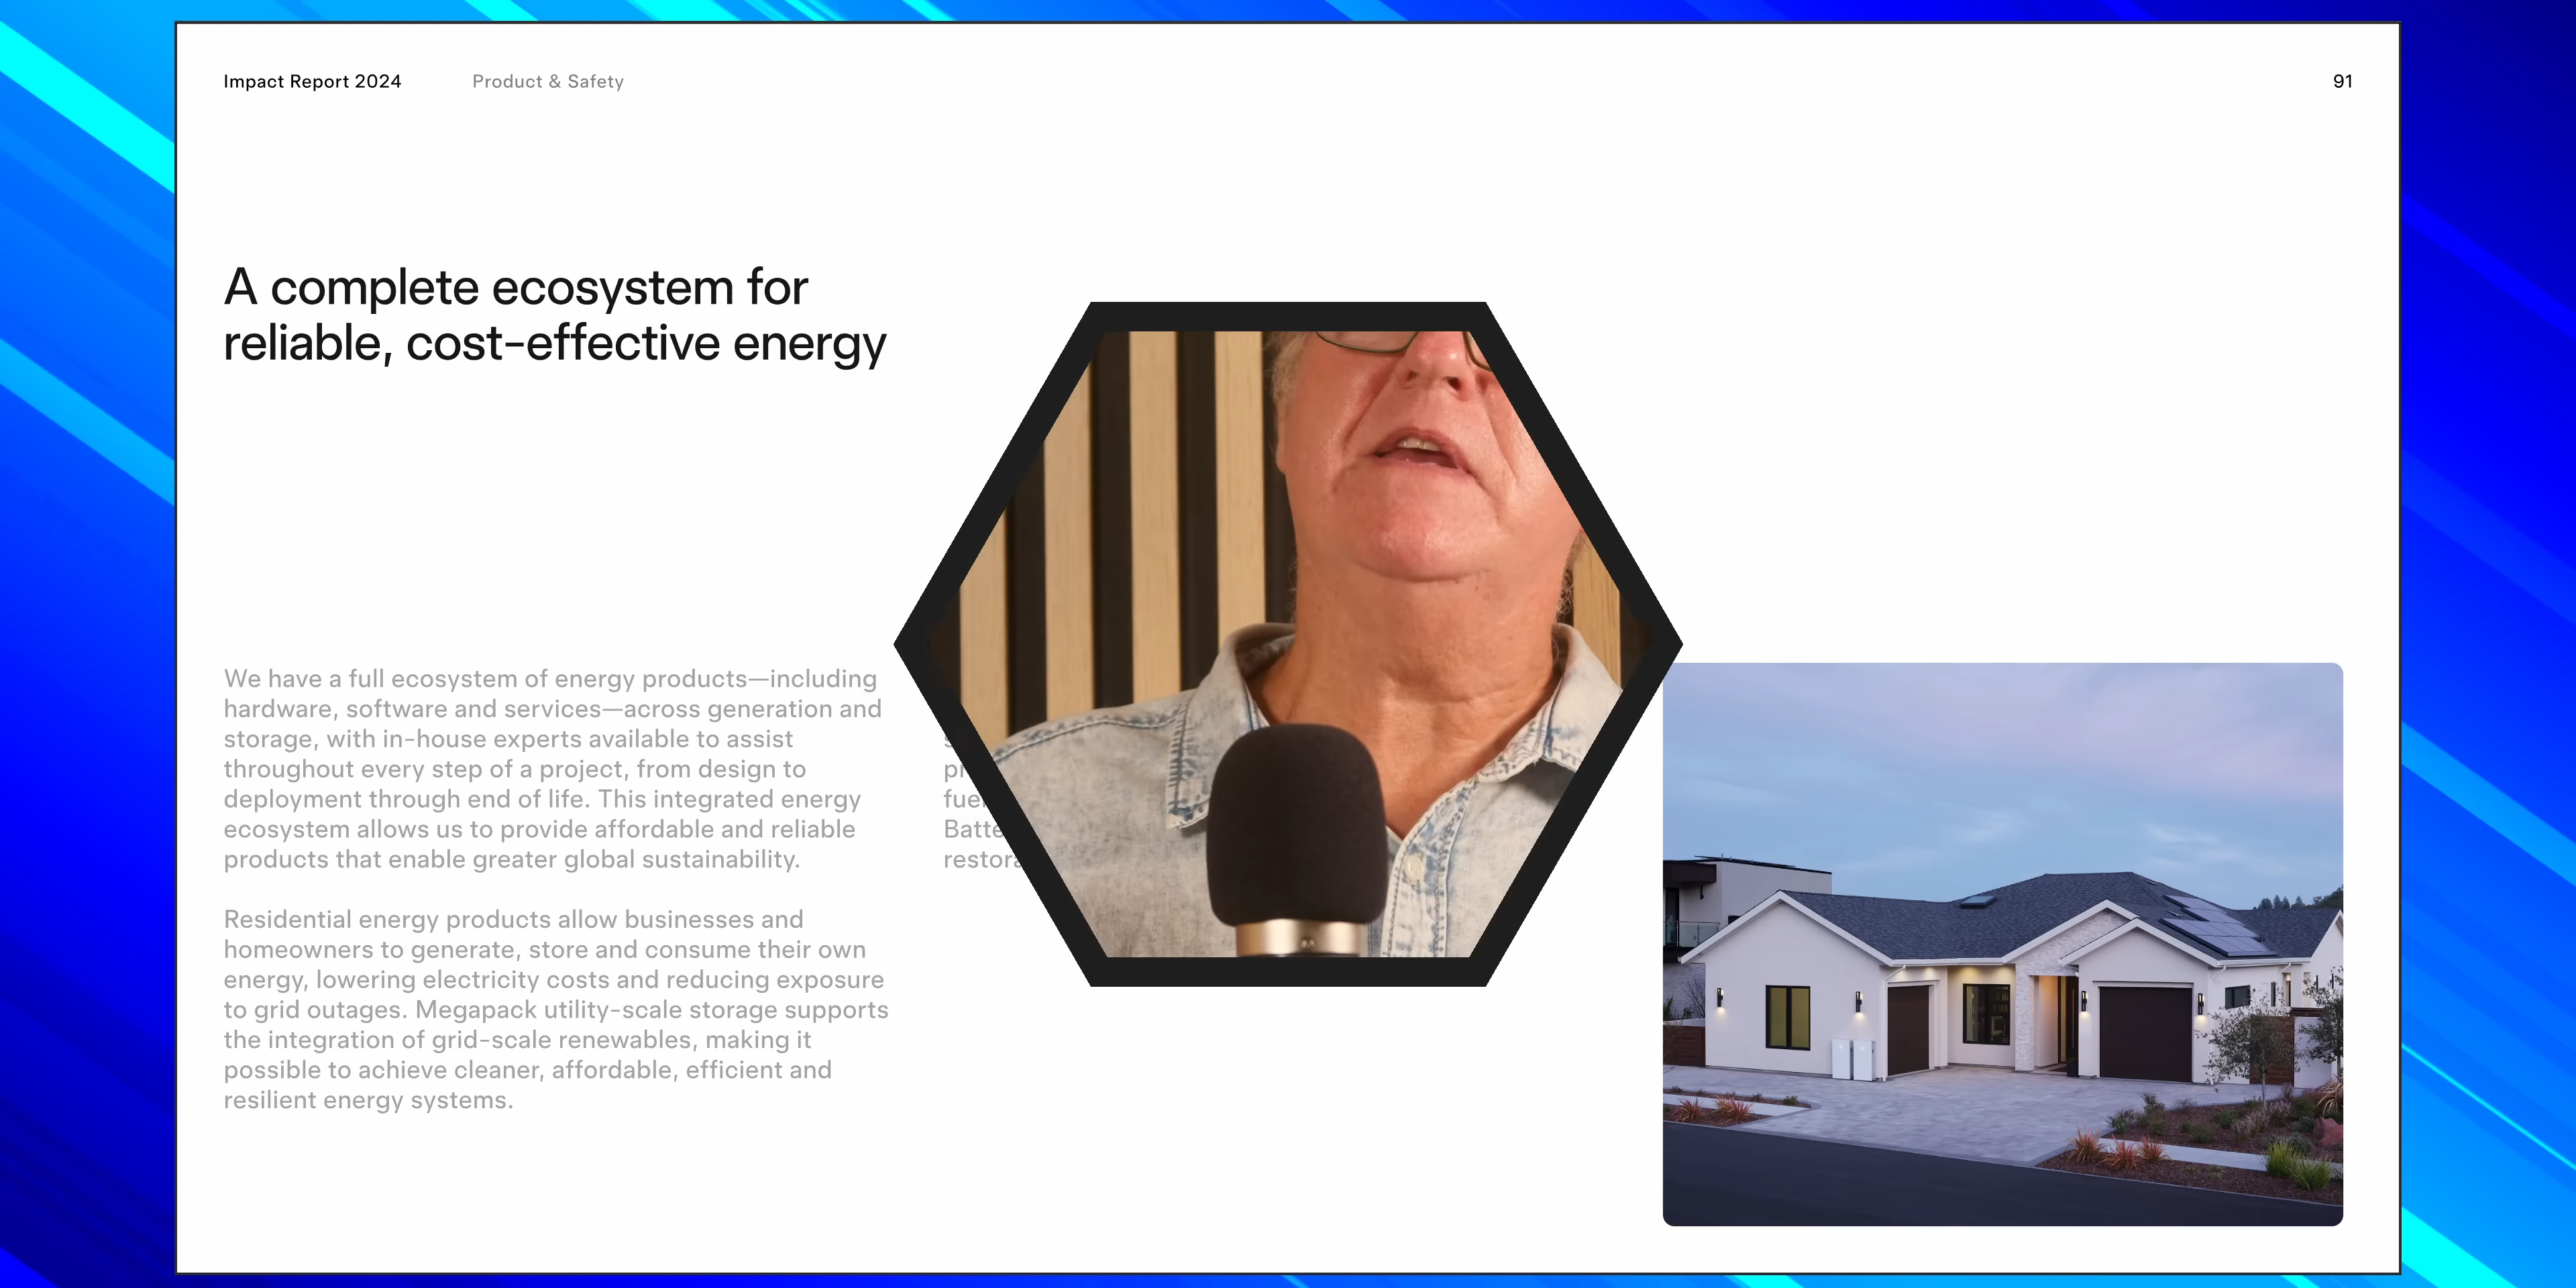 Impact Report 2024 Product & Safety 91
A complete ecosystem for
reliable, cost-effective energy
We have a full ecosystem of energy products—including
hardware, software and services—across generation and
storage, with in-house experts available to assist
throughout every step of a project, from design to
deployment through end of life. This integrated energy
ecosystem allows us to provide affordable and reliable
products that enable greater global sustainability.
Residential energy products allow businesses and
homeowners to generate, store and consume their own
energy, lowering electricity costs and reducing exposure
to grid outages. Megapack utility-scale storage supports
the integration of grid-scale renewables, making it
possible to achieve cleaner, affordable, efficient and
resilient energy systems.